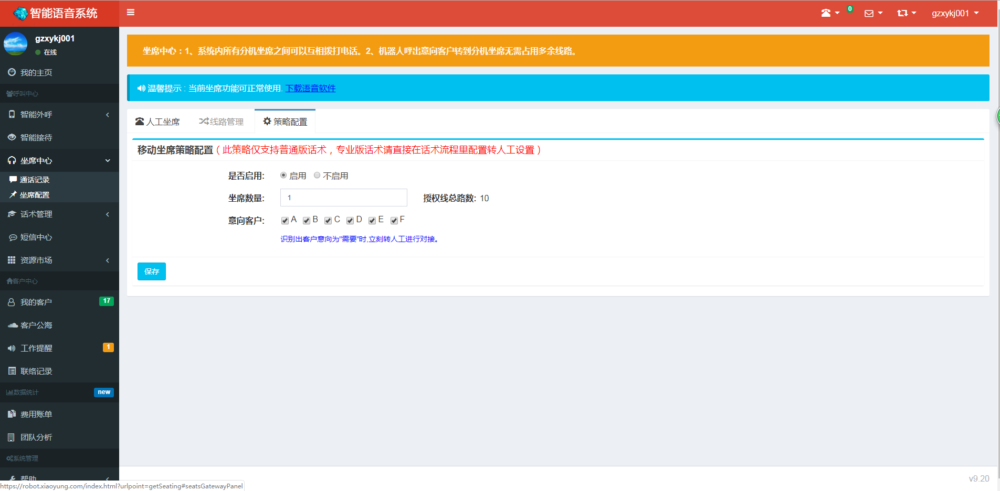 智能语音系统
0
gzxykj001
gzxykj001
在线
我的主页
呼叫中心
智能外呼
智能接待
坐席中心
通话记录
坐席配置
话术管理
短信中心
资源市场
客户中心
我的客户
17
客户公海
工作提醒
1
联络记录
数据统计
new
费用账单
团队分析
系统管理
帮助
坐席中心：1、系统内所有分机坐席之间可以互相拨打电话。2、机器人呼出意向客户转到分机坐席无需占用多余线路。
温馨提示 : 当前坐席功能可正常使用. 下载语音软件
人工坐席 线路管理 策略配置
移动坐席策略配置（此策略仅支持普通版话术，专业版话术请直接在话术流程里配置转人工设置）
是否启用: 启用 不启用
坐席数量: 1 授权线总路数: 10
意向客户: A B C D E F
识别出客户意向为"需要"时,立刻转人工进行对接。
保存
v9.20
https://robot.xiaoyung.com/index.html?urlpoint=getSeating#seatsGatewayPanel